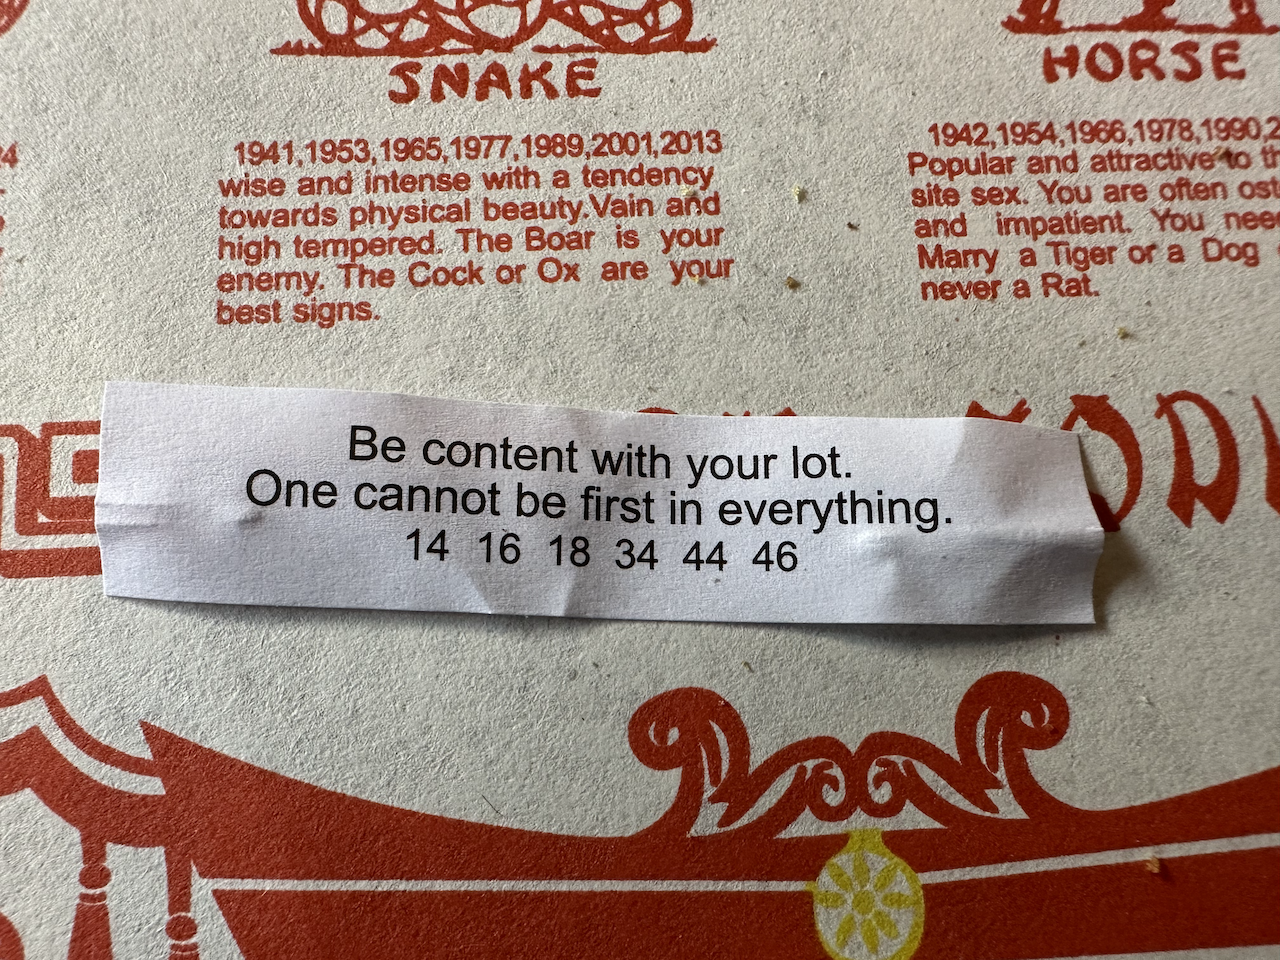 SNAKE
1941,1953,1965,1977,1989,2001,2013
wise and intense with a tendency
towards physical beauty.Vain and
high tempered. The Boar is your
enemy. The Cock or Ox are your
best signs.
HORSE
1942,1954,1966,1978,1990,2
Popular and attractive to th
site sex. You are often ost
and impatient. You nee
Marry a Tiger or a Dog
never a Rat.
Be content with your lot.
One cannot be first in everything.
14 16 18 34 44 46